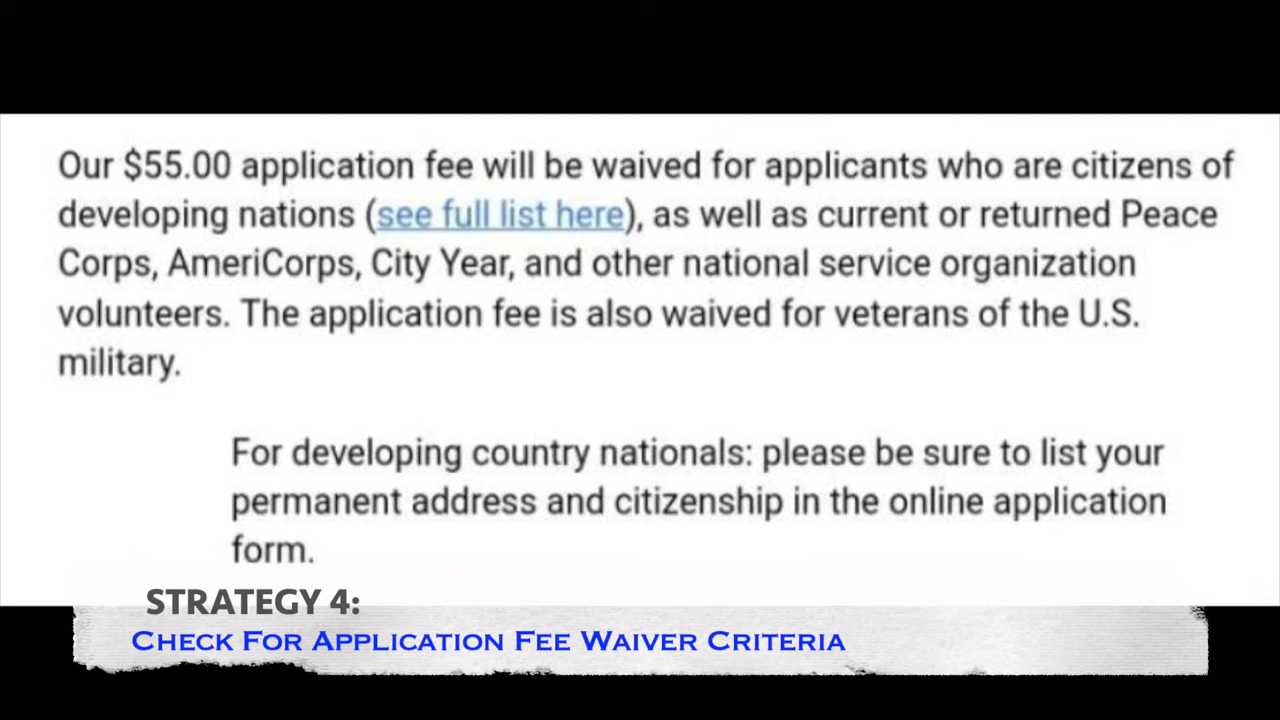 Our $55.00 application fee will be waived for applicants who are citizens of
developing nations (see full list here), as well as current or returned Peace
Corps, AmeriCorps, City Year, and other national service organization
volunteers. The application fee is also waived for veterans of the U.S.
military.
For developing country nationals: please be sure to list your
permanent address and citizenship in the online application
form.
STRATEGY 4:
Check For Application Fee Waiver Criteria